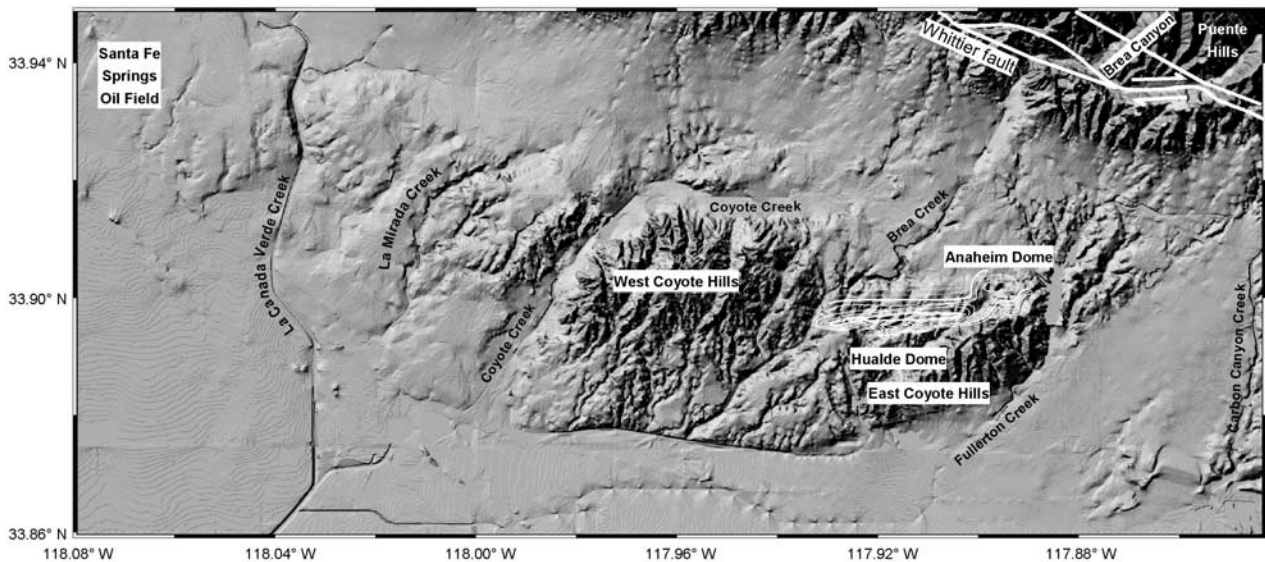 33.94° N
33.90° N
33.86° N
118.08° W
118.04° W
118.00° W
117.96° W
117.92° W
117.88° W
Santa Fe
Springs
Oil Field
Whittier fault
Brea Canyon
Puente
Hills
La Canada Verde Creek
La Mirada Creek
Coyote Creek
Coyote Creek
West Coyote Hills
Brea Creek
Anaheim Dome
Hualde Dome
East Coyote Hills
Fullerton Creek
Carbon Canyon Creek